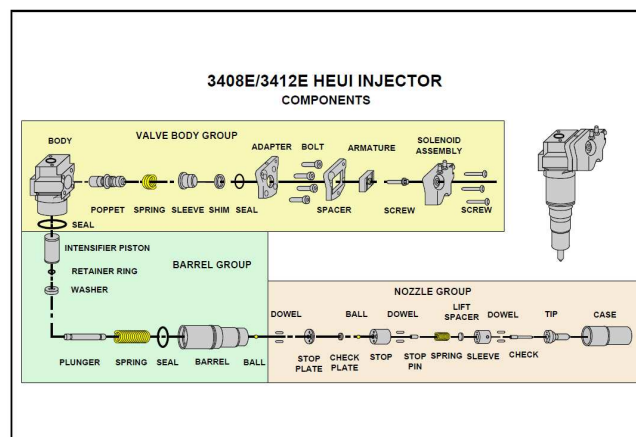 3408E/3412E HEUI INJECTOR
COMPONENTS
VALVE BODY GROUP
BODY
ADAPTER
BOLT
ARMATURE
SOLENOID
ASSEMBLY
POPPET
SPRING
SLEEVE
SHIM
SEAL
SPACER
SCREW
SCREW
SEAL
INTENSIFIER PISTON
BARREL GROUP
RETAINER RING
WASHER
PLUNGER
SPRING
SEAL
BARREL
BALL
NOZZLE GROUP
DOWEL
BALL
DOWEL
LIFT
SPACER
DOWEL
TIP
CASE
STOP
PLATE
CHECK
PLATE
STOP
STOP
PIN
SPRING
SLEEVE
CHECK